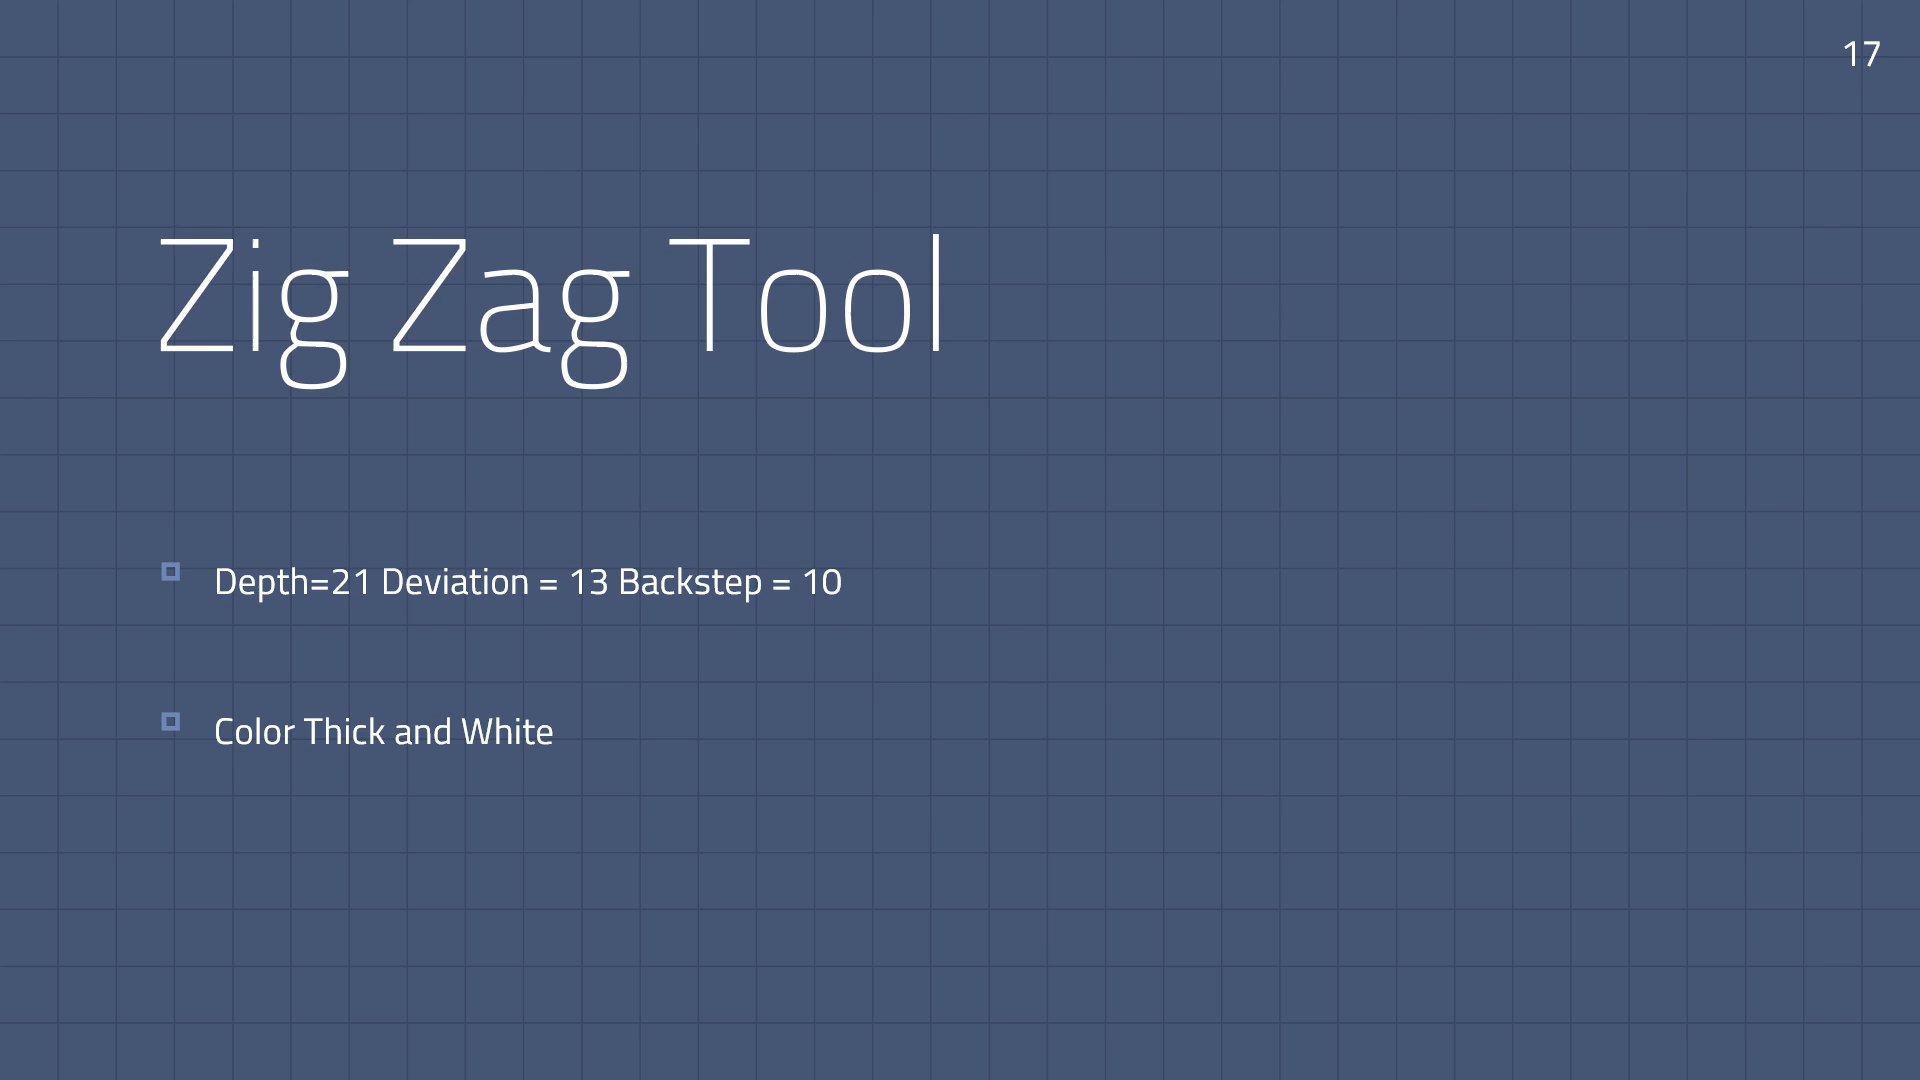 17
Zig Zag Tool
Depth=21 Deviation = 13 Backstep = 10
Color Thick and White